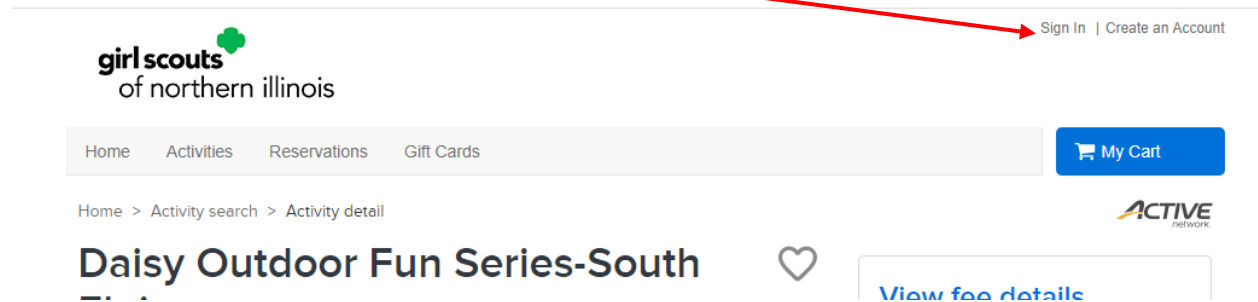 Sign In | Create an Account
girl scouts
of northern illinois
Home Activities Reservations Gift Cards
My Cart
Home > Activity search > Activity detail
ACTIVE
network.
Daisy Outdoor Fun Series-South
View fee details